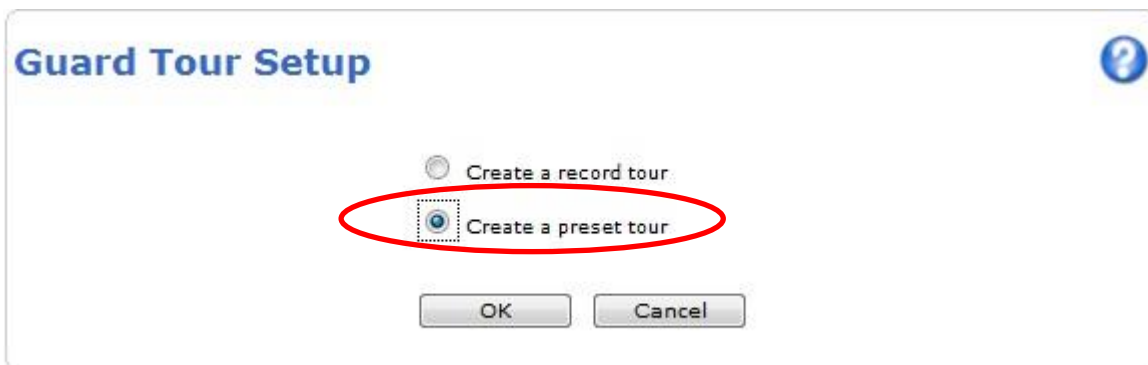 Guard Tour Setup
Create a record tour
Create a preset tour
OK Cancel